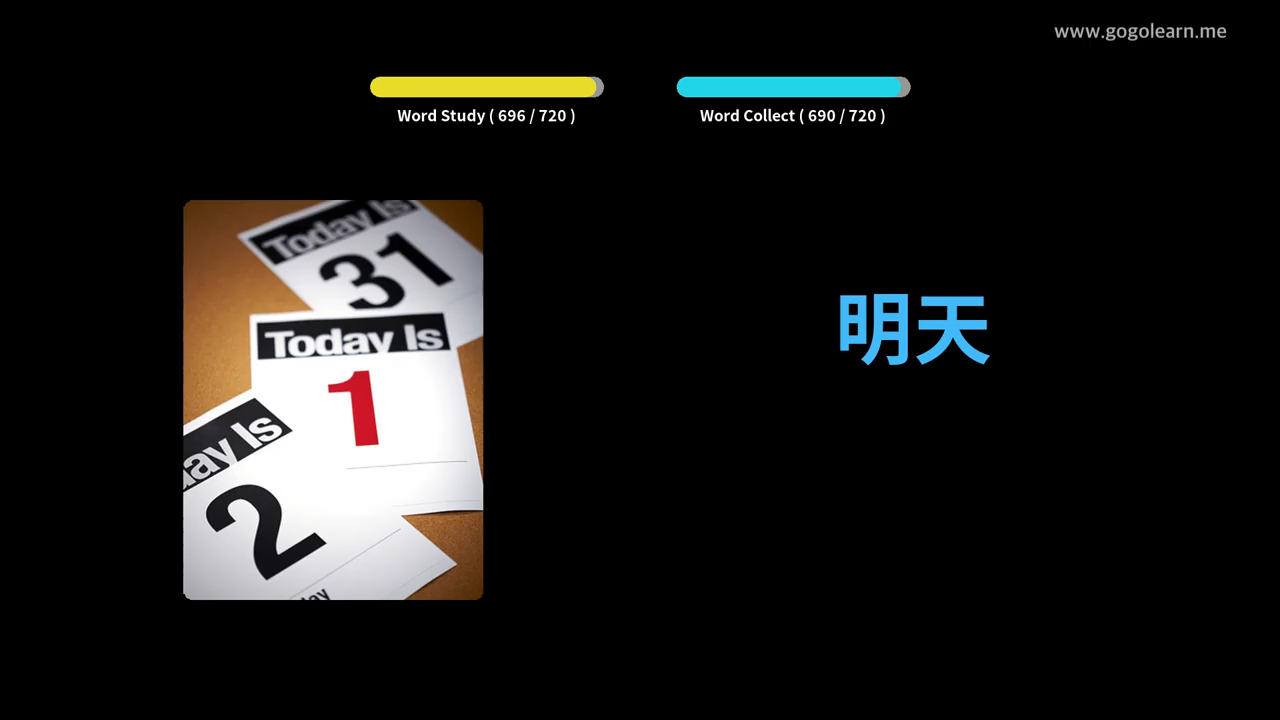 www.gogolearn.me
Word Study ( 696 / 720 )
Word Collect ( 690 / 720 )
Today Is
31
Today Is
1
ay Is
2
明天